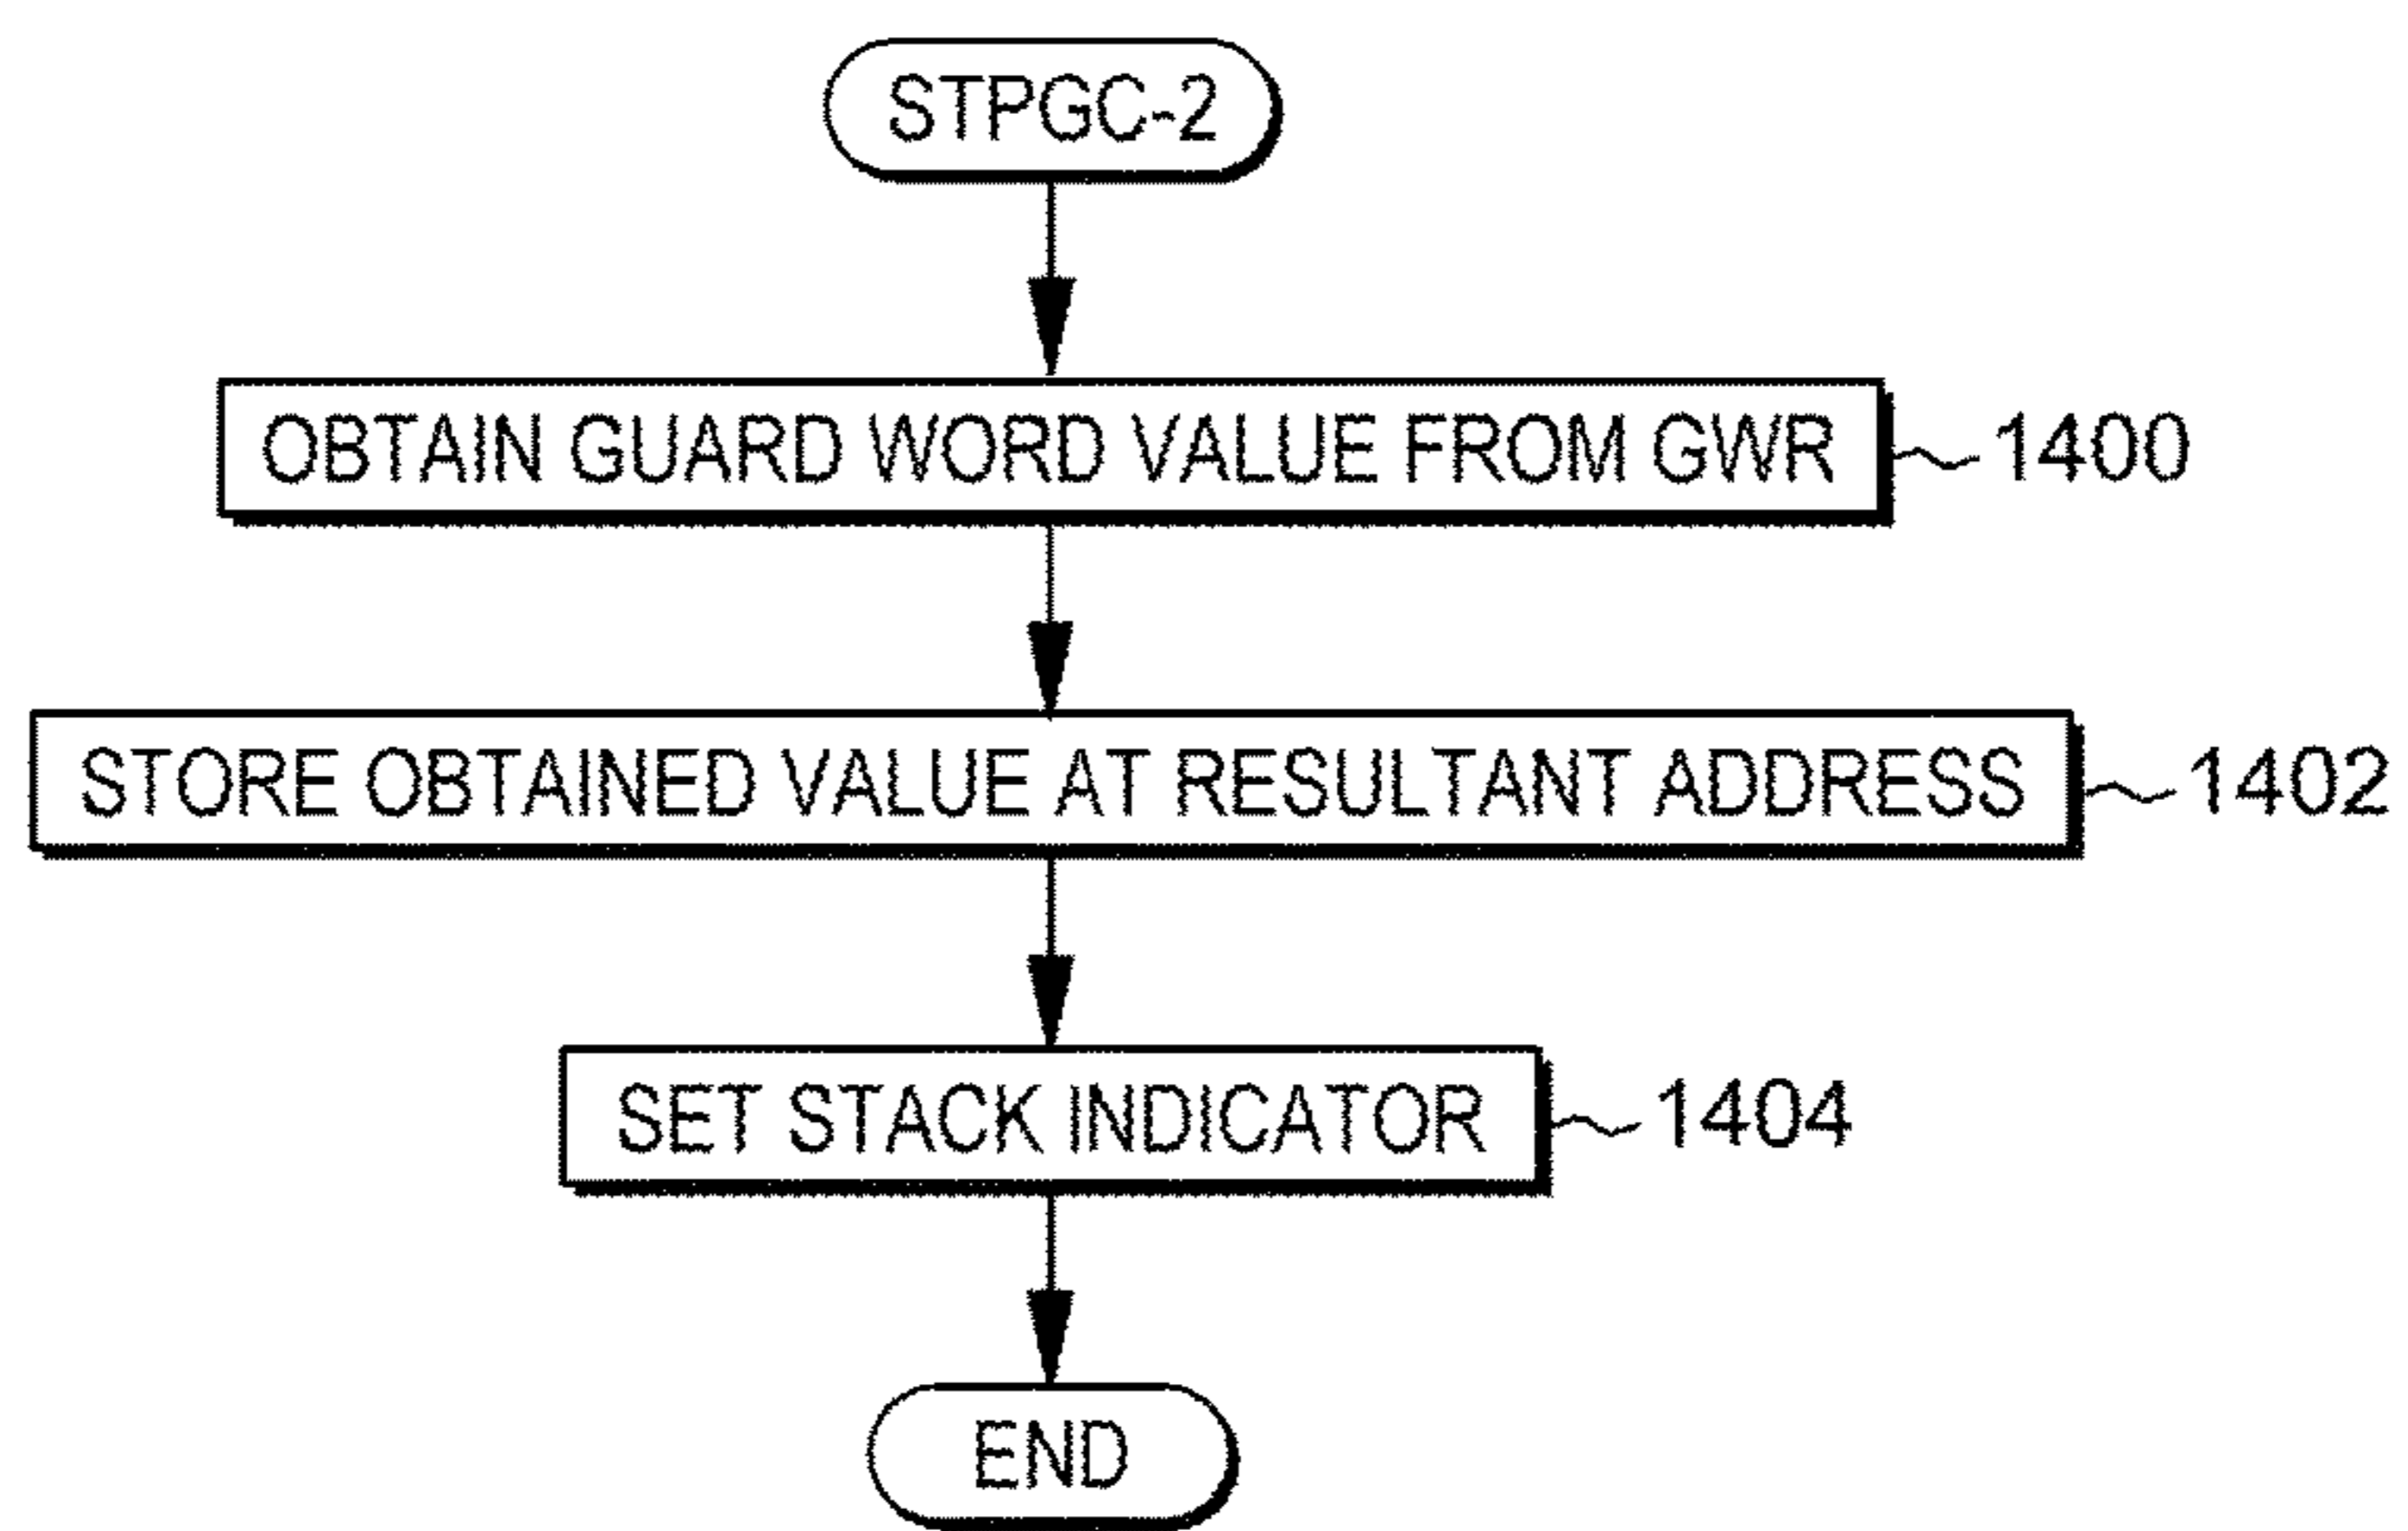 STPGC-2
OBTAIN GUARD WORD VALUE FROM GWR 1400
STORE OBTAINED VALUE AT RESULTANT ADDRESS 1402
SET STACK INDICATOR 1404
END